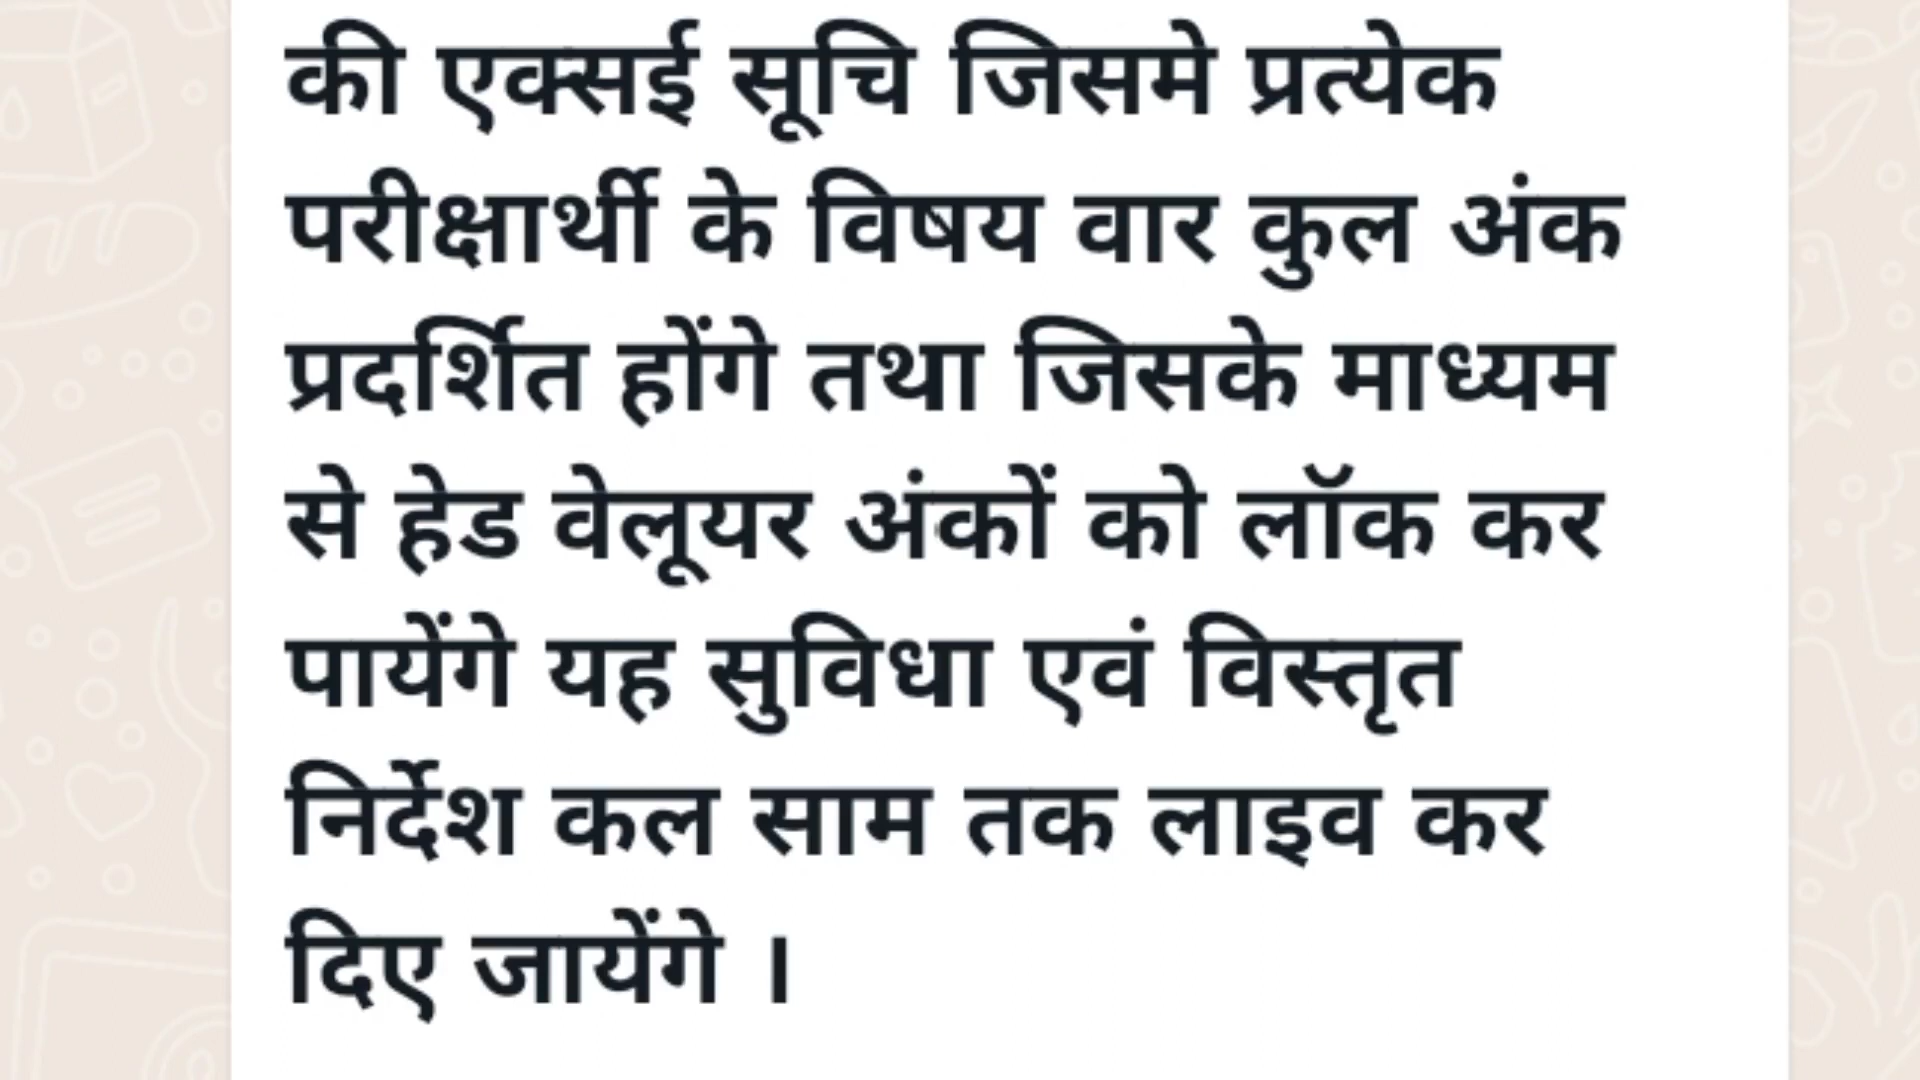 की एक्सई सूचि जिसमे प्रत्येक
परीक्षार्थी के विषय वार कुल अंक
प्रदर्शित होंगे तथा जिसके माध्यम
से हेड वेलूयर अंकों को लॉक कर
पायेंगे यह सुविधा एवं विस्तृत
निर्देश कल साम तक लाइव कर
दिए जायेंगे ।